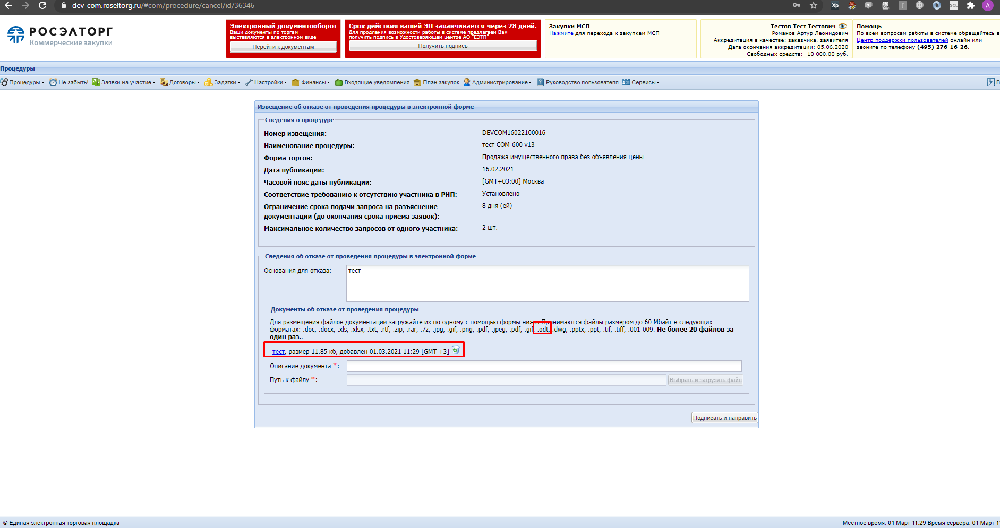 dev-com.roseltorg.ru/#com/procedure/cancel/id/36346
Xp
j
SCL
A
РОСЭЛТОРГ
Коммерческие закупки
Электронный документооборот
Ваши документы по торгам
выставляются в электронном виде
Перейти к документам
Срок действия вашей ЭП заканчивается через 28 дней.
Для продления возможности работы в системе предлагаем Вам
получить подпись в Удостоверяющем центре АО "ЕЭТП"
Получить подпись
Закупки МСП
Нажмите для перехода к закупкам МСП
Тестов Тест Тестович
Романов Артур Леонидович
Аккредитация в качестве: заказчика, заявителя
Дата окончания аккредитации: 05.06.2020
Свободных средств: -10 000,00 руб.
Помощь
По всем вопросам работы в системе обращайтесь в
Центр поддержки пользователей онлайн или
звоните по телефону (495) 276-16-26.
Процедуры
Процедуры Не забыть! Заявки на участие Договоры Задатки Настройки Финансы Входящие уведомления План закупок Администрирование Руководство пользователя Сервисы В
Извещение об отказе от проведения процедуры в электронной форме
Сведения о процедуре
Номер извещения: DEVCOM16022100016
Наименование процедуры: тест COM-600 v13
Форма торгов: Продажа имущественного права без объявления цены
Дата публикации: 16.02.2021
Часовой пояс даты публикации: [GMT+03:00] Москва
Соответствие требованию к отсутствию участника в РНП: Установлено
Ограничение срока подачи запроса на разъяснение 8 дня (ей)
документации (до окончания срока приема заявок):
Максимальное количество запросов от одного участника: 2 шт.
Сведения об отказе от проведения процедуры в электронной форме
Основания для отказа: тест
Документы об отказе от проведения процедуры
Для размещения файлов документации загружайте их по одному с помощью формы ниже. Принимаются файлы размером до 60 Мбайт в следующих
форматах: .doc, .docx, .xls, .xlsx, .txt, .rtf, .zip, .rar, .7z, .jpg, .gif, .png, .pdf, .jpeg, .pdf, .gif, .odt, .dwg, .pptx, .ppt, .tif, .tiff, .001-009. Не более 20 файлов за
один раз..
тест, размер 11.85 кб, добавлен 01.03.2021 11:29 [GMT +3]
Описание документа *:
Путь к файлу *: Выбрать и загрузить файл
Подписать и направить
© Единая электронная торговая площадка
Местное время: 01 Март 11:29 Время сервера: 01 Март 1